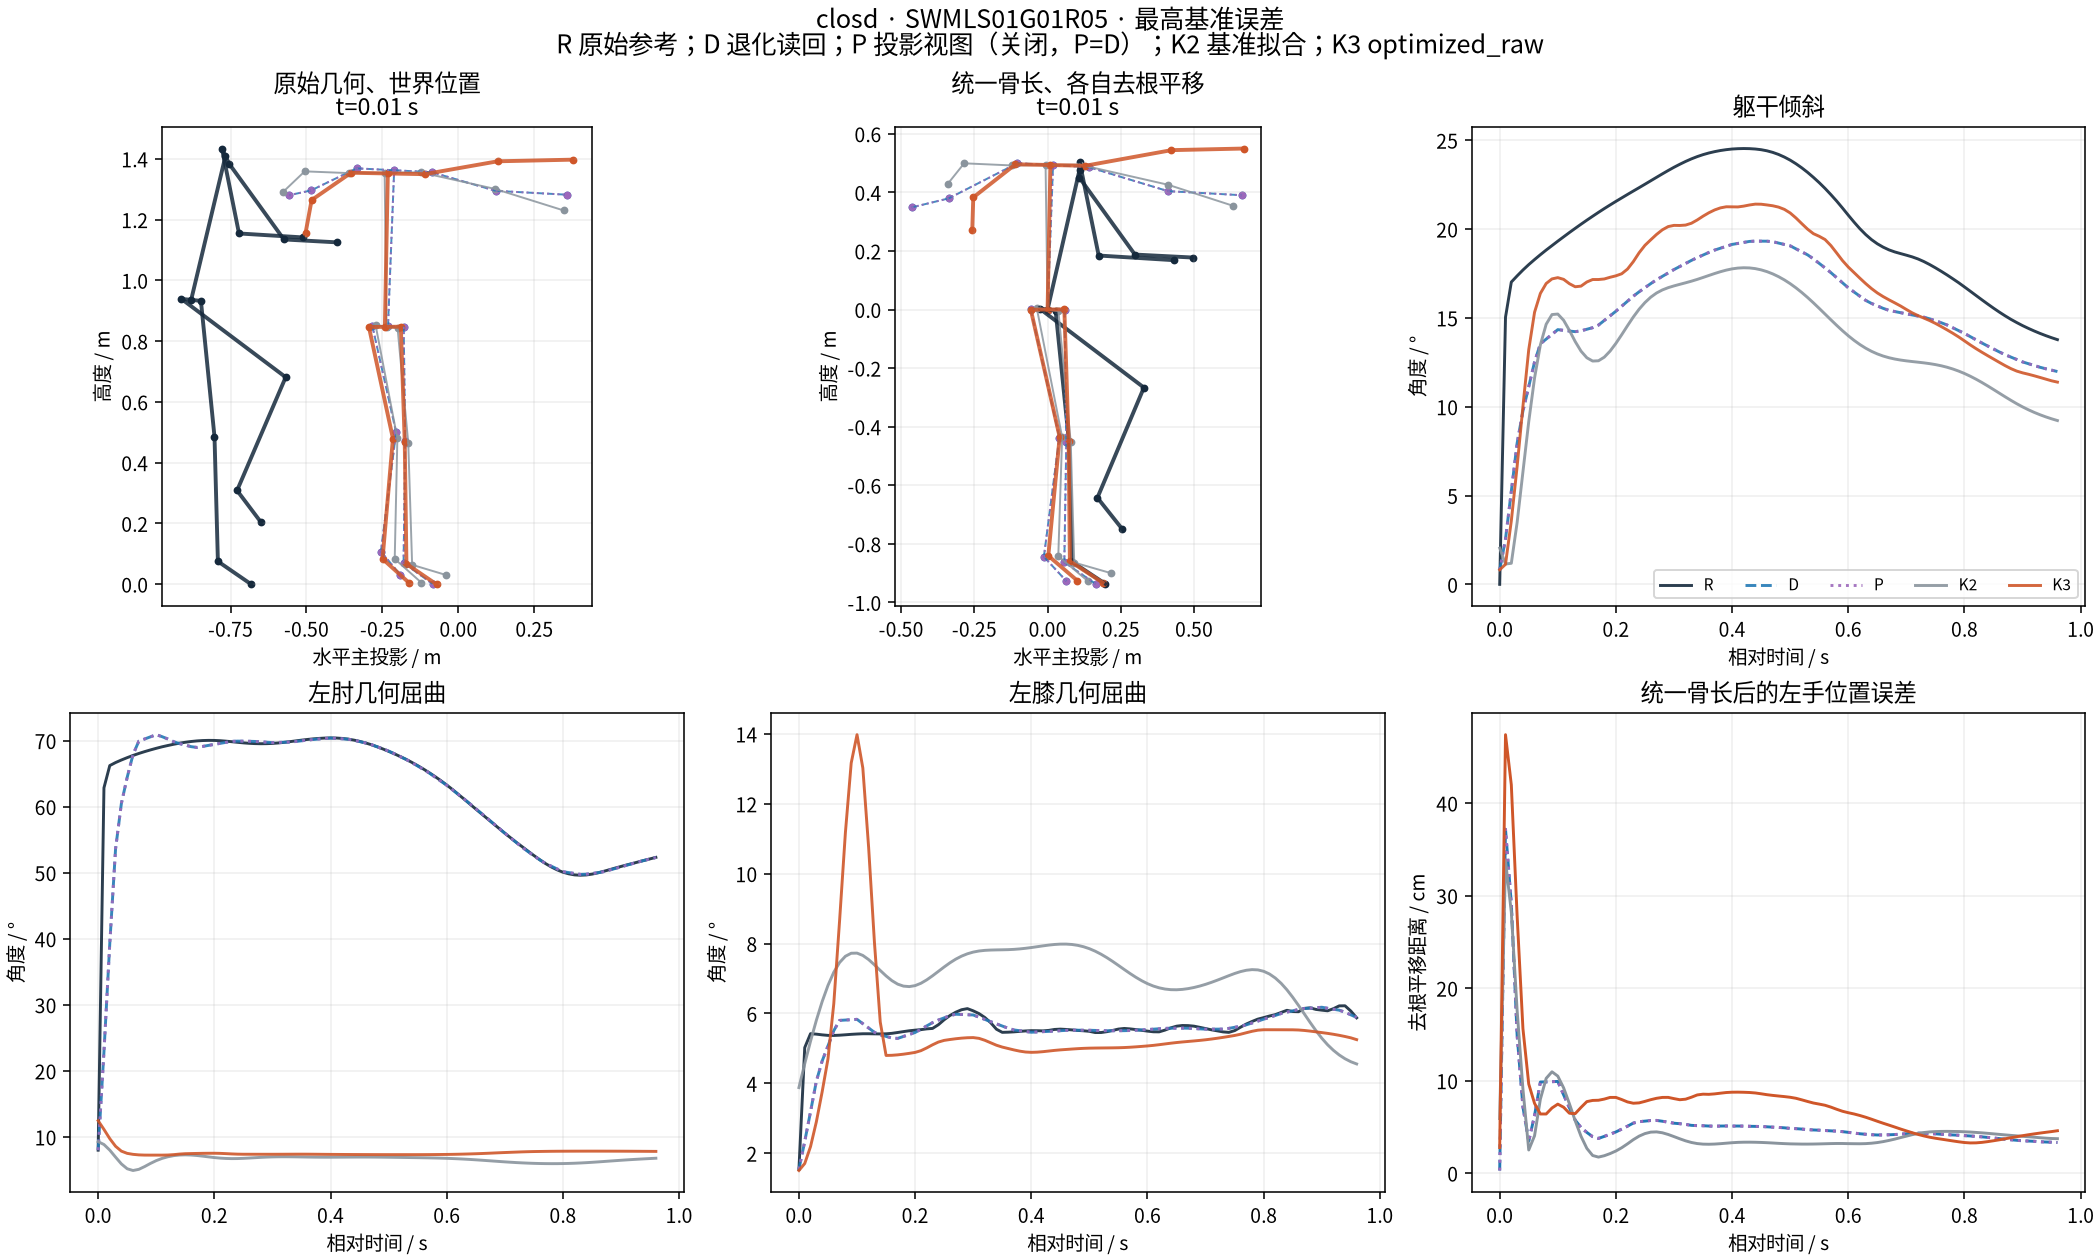 closd · SWMLS01G01R05 · 最高基准误差
R 原始参考；D 退化读回；P 投影视图（关闭，P=D）；K2 基准拟合；K3 optimized_raw
原始几何、世界位置
t=0.01 s
1.4
1.2
1.0
0.8
0.6
0.4
0.2
0.0
高度 / m
-0.75 -0.50 -0.25 0.00 0.25
水平主投影 / m
统一骨长、各自去根平移
t=0.01 s
0.6
0.4
0.2
0.0
-0.2
-0.4
-0.6
-0.8
-1.0
高度 / m
-0.50 -0.25 0.00 0.25 0.50
水平主投影 / m
躯干倾斜
25
20
15
10
5
0
角度 / °
R D P K2 K3
0.0 0.2 0.4 0.6 0.8 1.0
相对时间 / s
左肘几何屈曲
70
60
50
40
30
20
10
角度 / °
0.0 0.2 0.4 0.6 0.8 1.0
相对时间 / s
左膝几何屈曲
14
12
10
8
6
4
2
角度 / °
0.0 0.2 0.4 0.6 0.8 1.0
相对时间 / s
统一骨长后的左手位置误差
40
30
20
10
0
去根平移距离 / cm
0.0 0.2 0.4 0.6 0.8 1.0
相对时间 / s